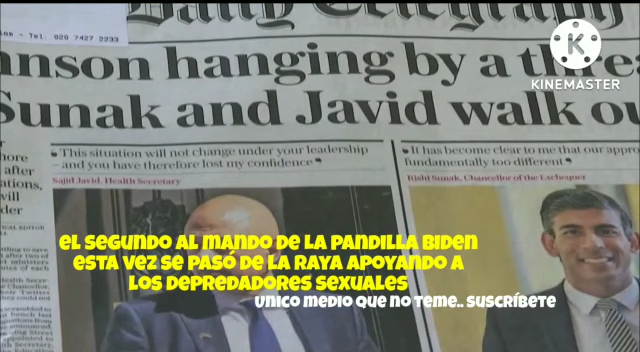 on - Tel. 020 7427 2233
Daily Telegraph
KINEMASTER
nson hanging by a threa
Sunak and Javid walk ou
This situation will not change under your leadership
– and you have therefore lost my confidence
Sajid Javid, Health Secretary
It has become clear to me that our appro
fundamentally too different
Rishi Sunak, Chancellor of the Exchequer
el segundo al mando de la pandilla biden
esta vez se pasó de la raya apoyando a
los depredadores sexuales
unico medio que no teme.. suscríbete